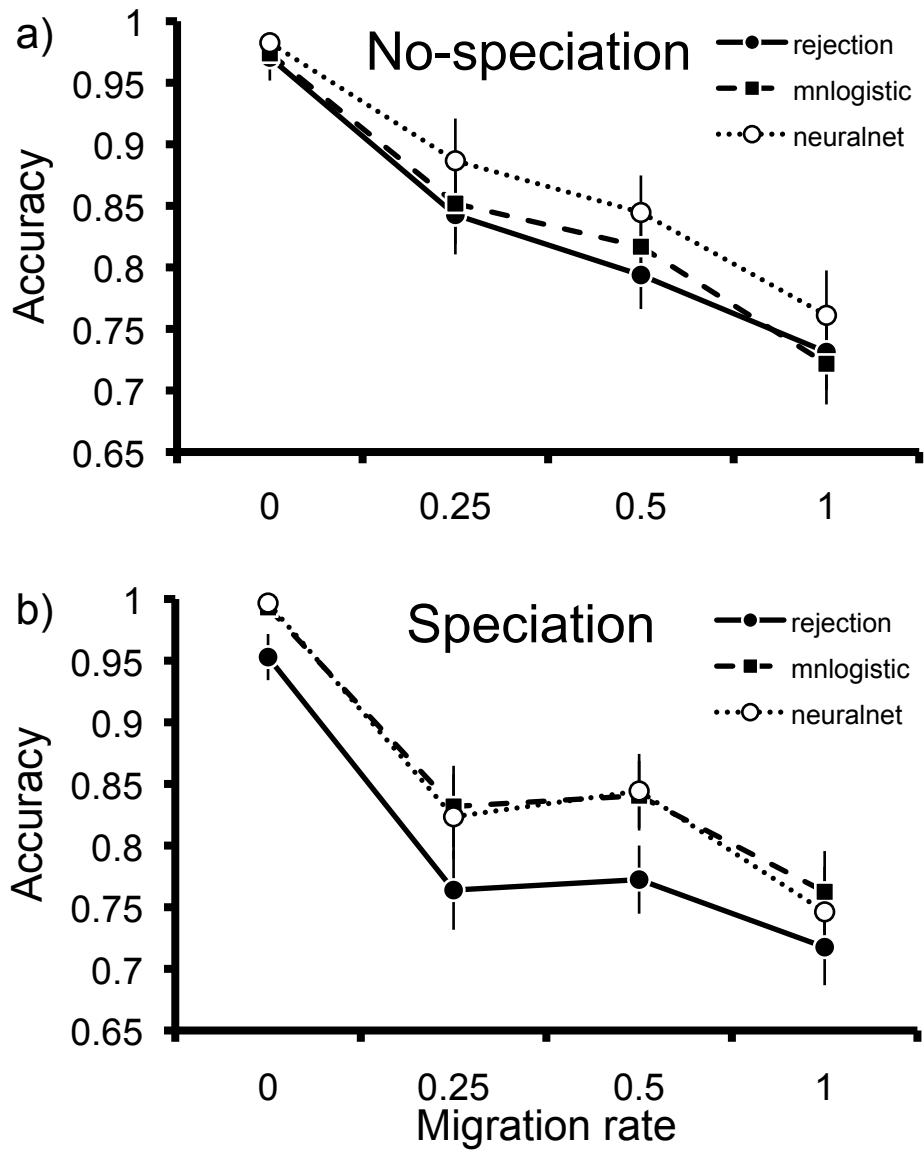 a)
No-speciation
rejection
mnlogistic
neuralnet
Accuracy
1
0.95
0.9
0.85
0.8
0.75
0.7
0.65
0 0.25 0.5 1
b)
Speciation
rejection
mnlogistic
neuralnet
Accuracy
1
0.95
0.9
0.85
0.8
0.75
0.7
0.65
0 0.25 0.5 1
Migration rate